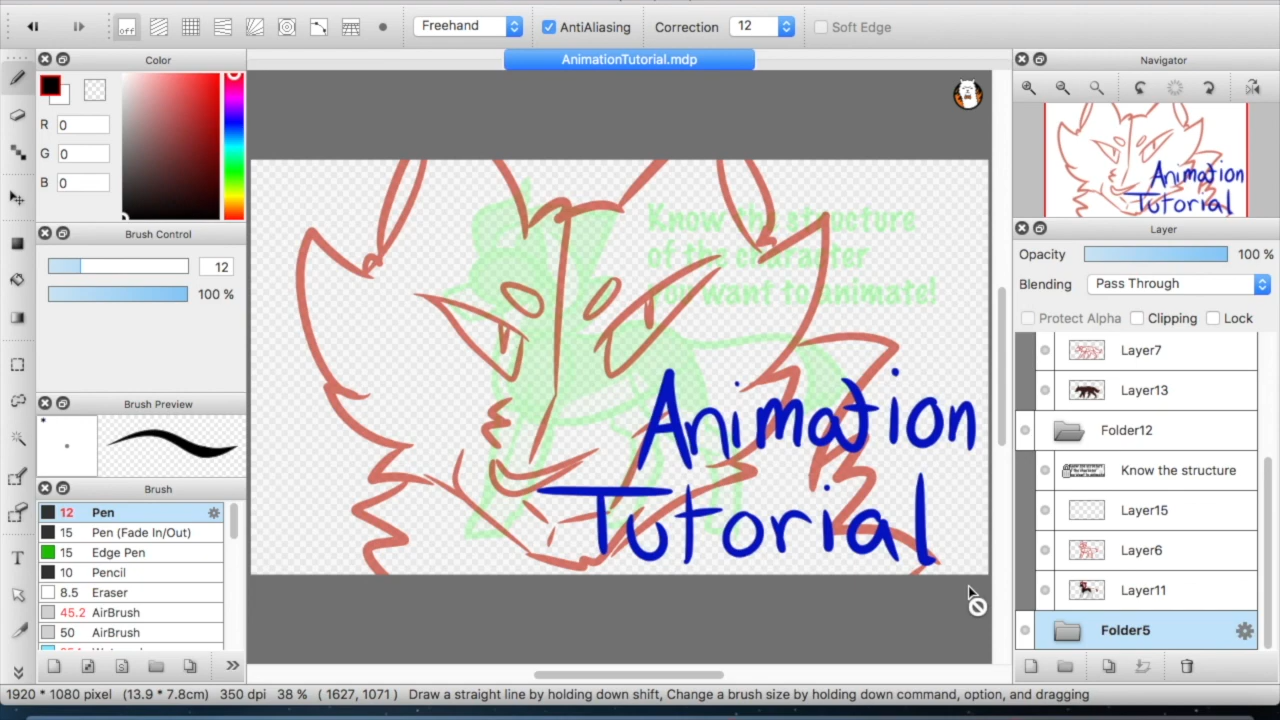 off
Freehand
AntiAliasing
Correction
12
Soft Edge
Color
AnimationTutorial.mdp
Navigator
R 0
G 0
B 0
Animation
Tutorial
Brush Control
12
100 %
Layer
Opacity 100 %
Blending Pass Through
Protect Alpha Clipping Lock
Know the structure
of the character
you want to animate!
Animation
Tutorial
Layer7
Layer13
Folder12
Know the structure
Layer15
Layer6
Layer11
Folder5
Brush Preview
*
Brush
12 Pen
15 Pen (Fade In/Out)
15 Edge Pen
10 Pencil
8.5 Eraser
45.2 AirBrush
50 AirBrush
T
1920 * 1080 pixel (13.9 * 7.8cm) 350 dpi 38 % ( 1627, 1071 ) Draw a straight line by holding down shift, Change a brush size by holding down command, option, and dragging